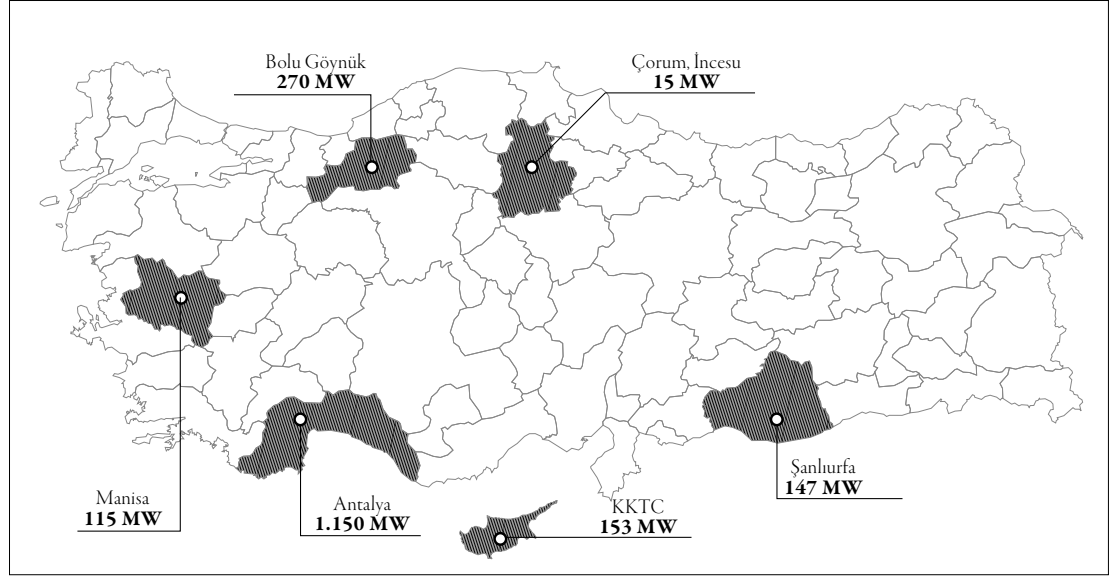 Bolu Göynük
270 MW
Çorum, İncesu
15 MW
Manisa
115 MW
Antalya
1.150 MW
KKTC
153 MW
Şanlıurfa
147 MW